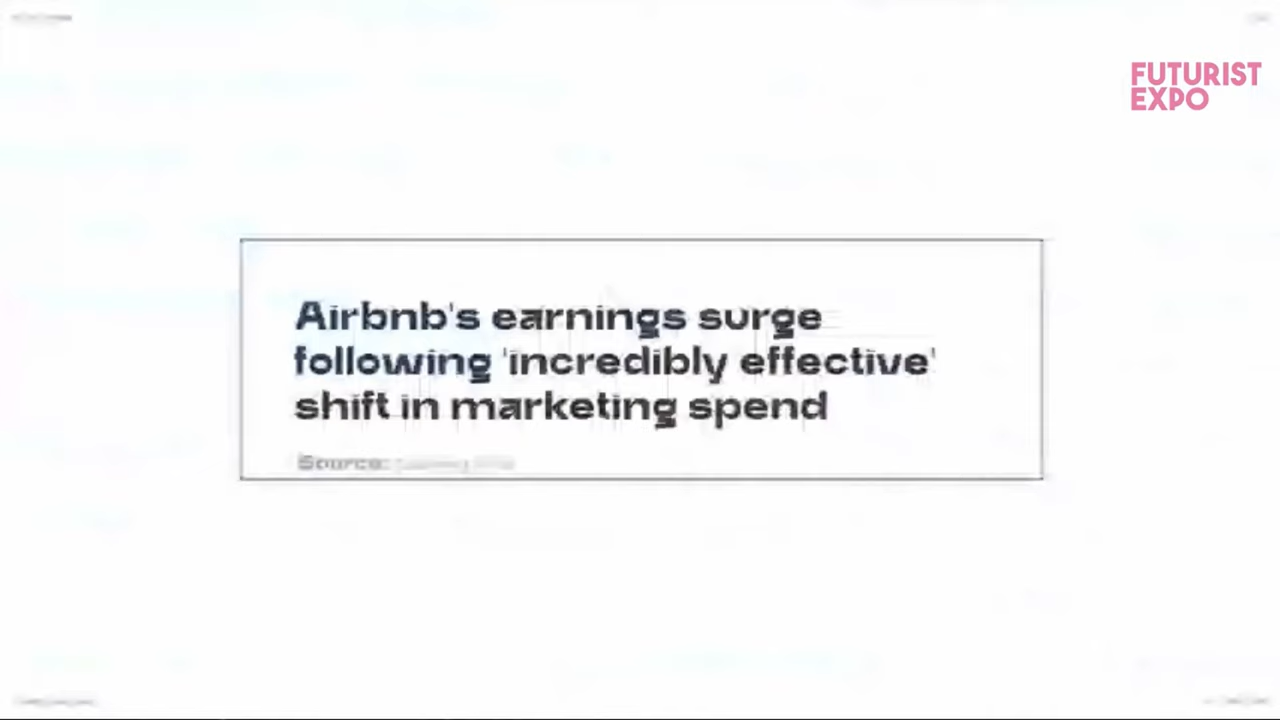 FUTURIST
EXPO
Airbnb's earnings surge
following 'incredibly effective'
shift in marketing spend
Source: